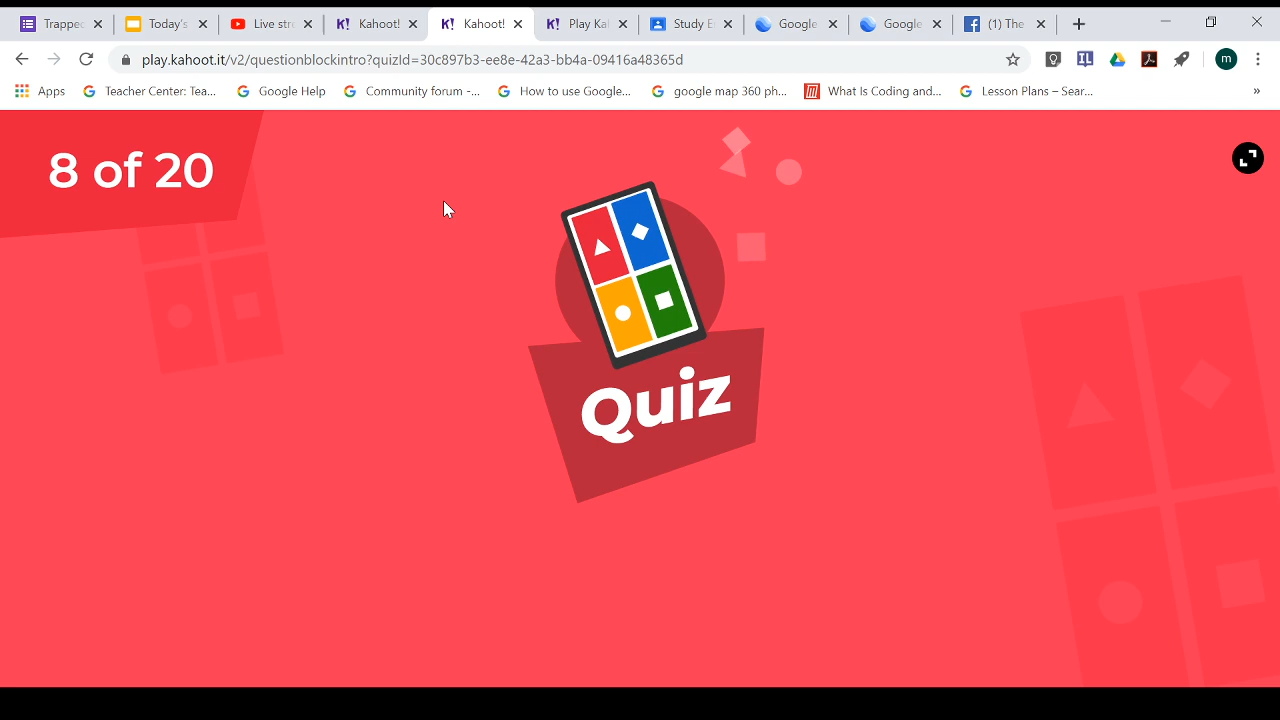 Trapped
Today's
Live str
K! Kahoot!
K! Kahoot!
K! Play Ka
Study E
Google
Google
(1) The
play.kahoot.it/v2/questionblockintro?quizId=30c897b3-ee8e-42a3-bb4a-09416a48365d
IL
m
Apps
Teacher Center: Tea...
Google Help
Community forum -...
How to use Google...
google map 360 ph...
What Is Coding and...
Lesson Plans – Sear...
»
8 of 20
Quiz